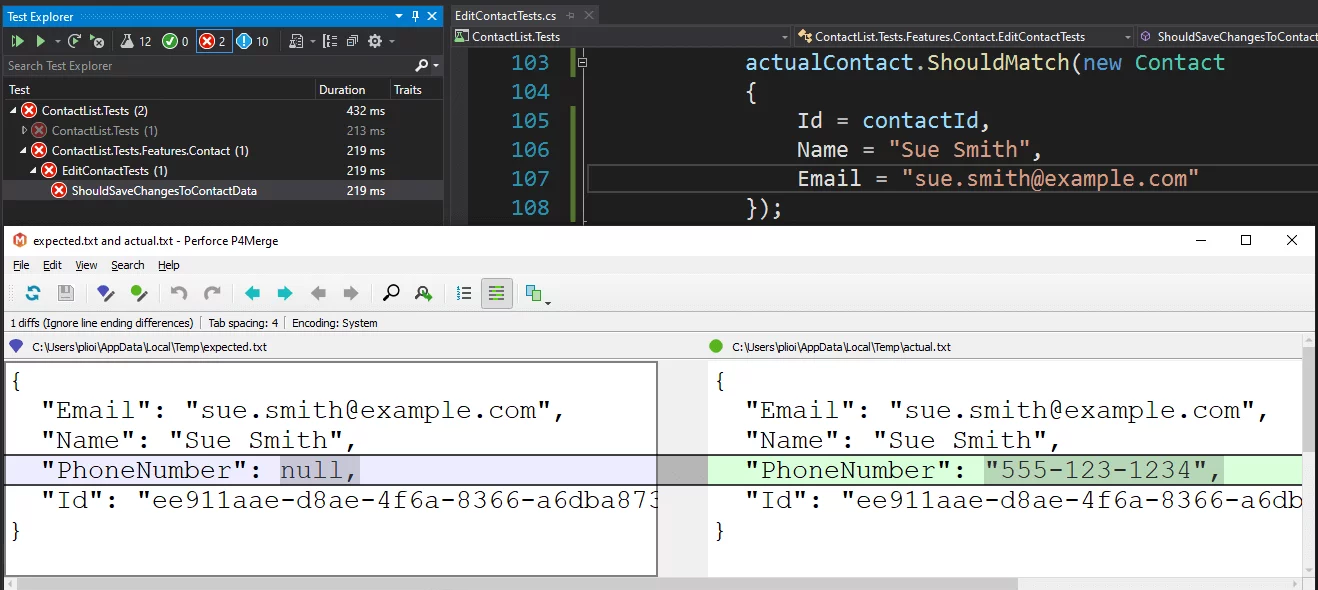 Test Explorer
12 0 2 10
Search Test Explorer
Test Duration Traits
ContactList.Tests (2) 432 ms
ContactList.Tests (1) 213 ms
ContactList.Tests.Features.Contact (1) 219 ms
EditContactTests (1) 219 ms
ShouldSaveChangesToContactData 219 ms
EditContactTests.cs
ContactList.Tests ContactList.Tests.Features.Contact.EditContactTests ShouldSaveChangesToContact
103 actualContact.ShouldMatch(new Contact
104 {
105 Id = contactId,
106 Name = "Sue Smith",
107 Email = "sue.smith@example.com"
108 });
expected.txt and actual.txt - Perforce P4Merge
File Edit View Search Help
1 diffs (Ignore line ending differences) Tab spacing: 4 Encoding: System
C:\Users\plioi\AppData\Local\Temp\expected.txt
{
"Email": "sue.smith@example.com",
"Name": "Sue Smith",
"PhoneNumber": null,
"Id": "ee911aae-d8ae-4f6a-8366-a6dba873
}
C:\Users\plioi\AppData\Local\Temp\actual.txt
{
"Email": "sue.smith@example.com",
"Name": "Sue Smith",
"PhoneNumber": "555-123-1234",
"Id": "ee911aae-d8ae-4f6a-8366-a6db
}